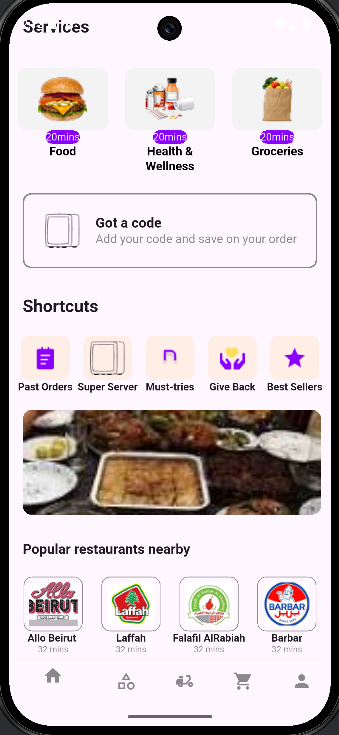 Services
20mins
20mins
20mins
Food
Health &
Wellness
Groceries
Got a code
Add your code and save on your order
Shortcuts
Past Orders
Super Server
Must-tries
Give Back
Best Sellers
Popular restaurants nearby
Allo
BEIRUT
Laffah
BARBAR
بربر
Allo Beirut
Laffah
Falafil AlRabiah
Barbar
32 mins
32 mins
32 mins
32 mins